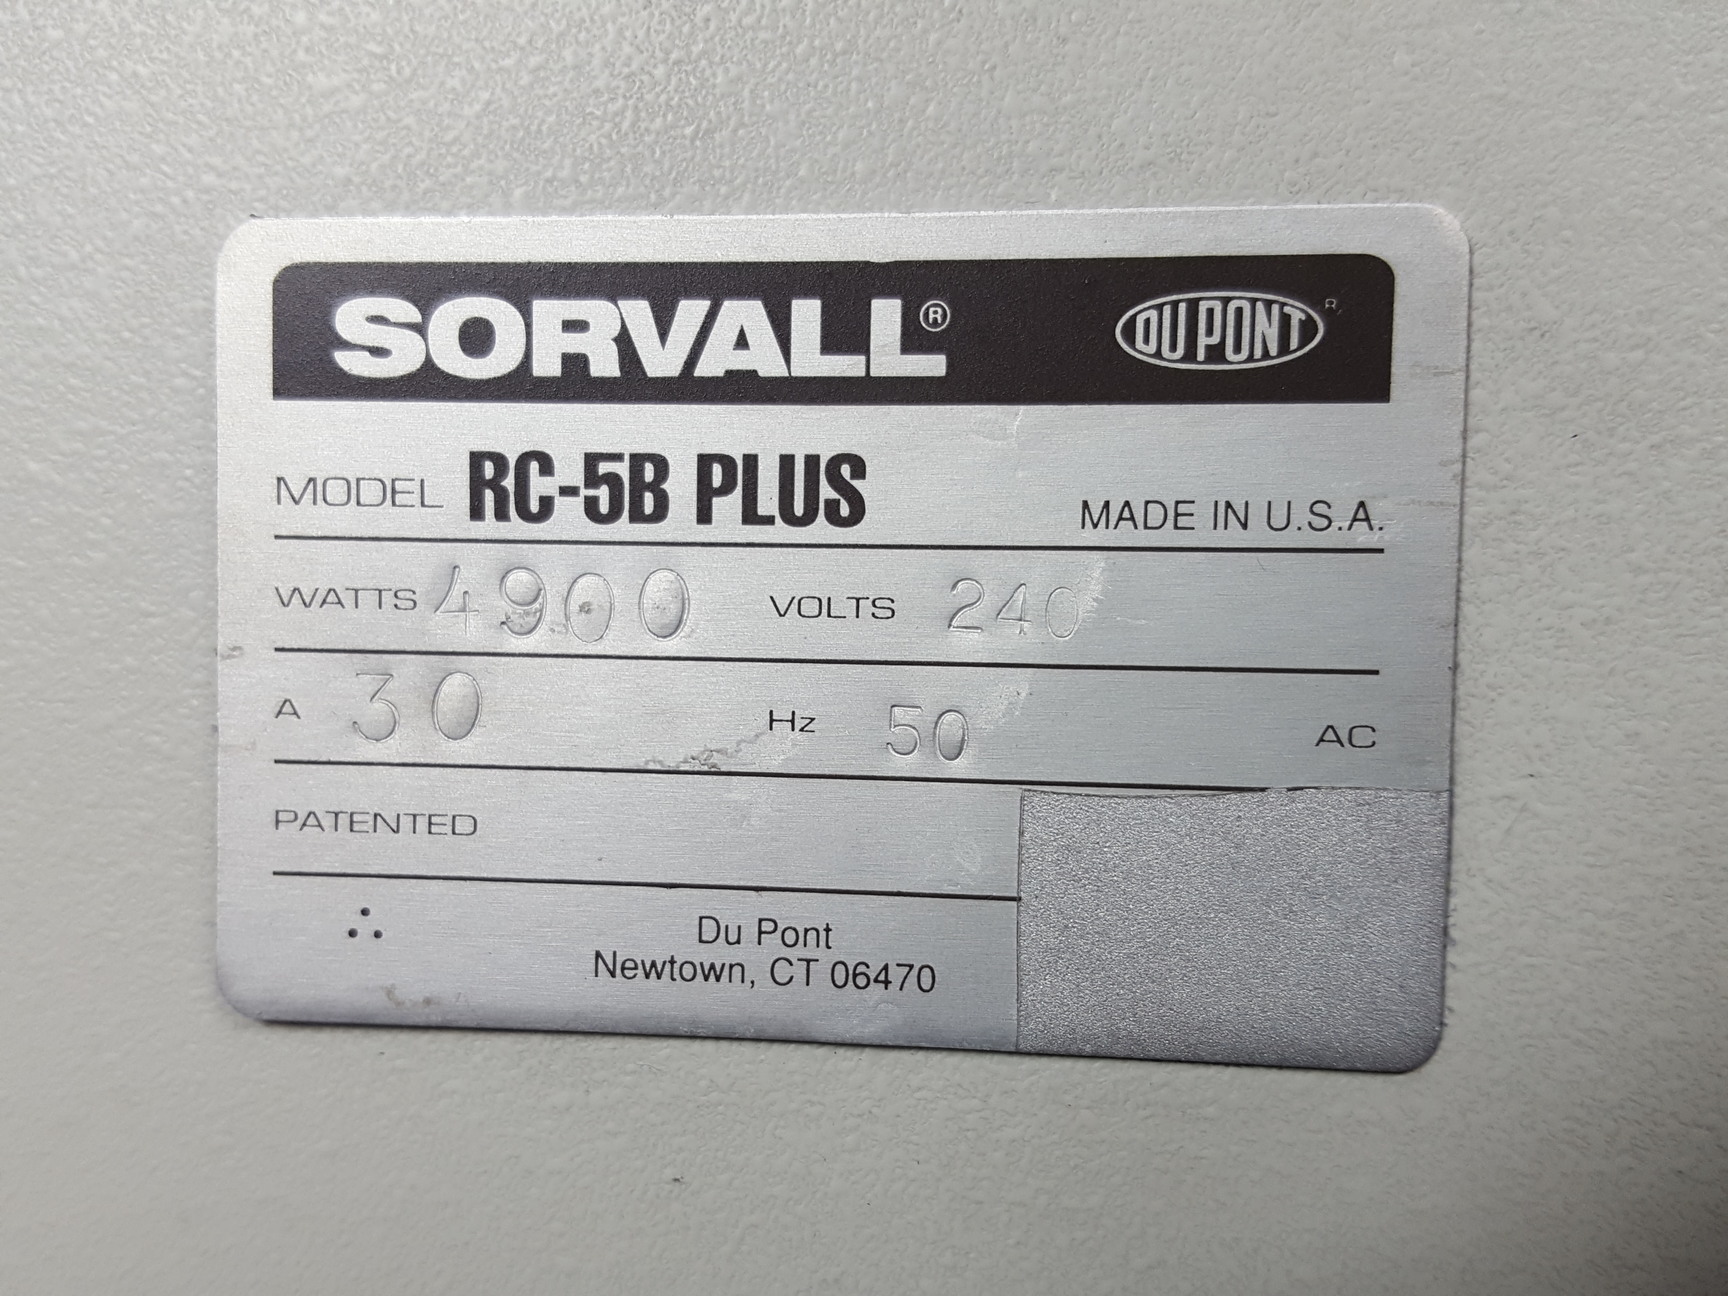 SORVALL® DU PONT®
MODEL RC-5B PLUS MADE IN U.S.A.
WATTS 4900 VOLTS 240
A 30 Hz 50 AC
PATENTED
Du Pont
Newtown, CT 06470